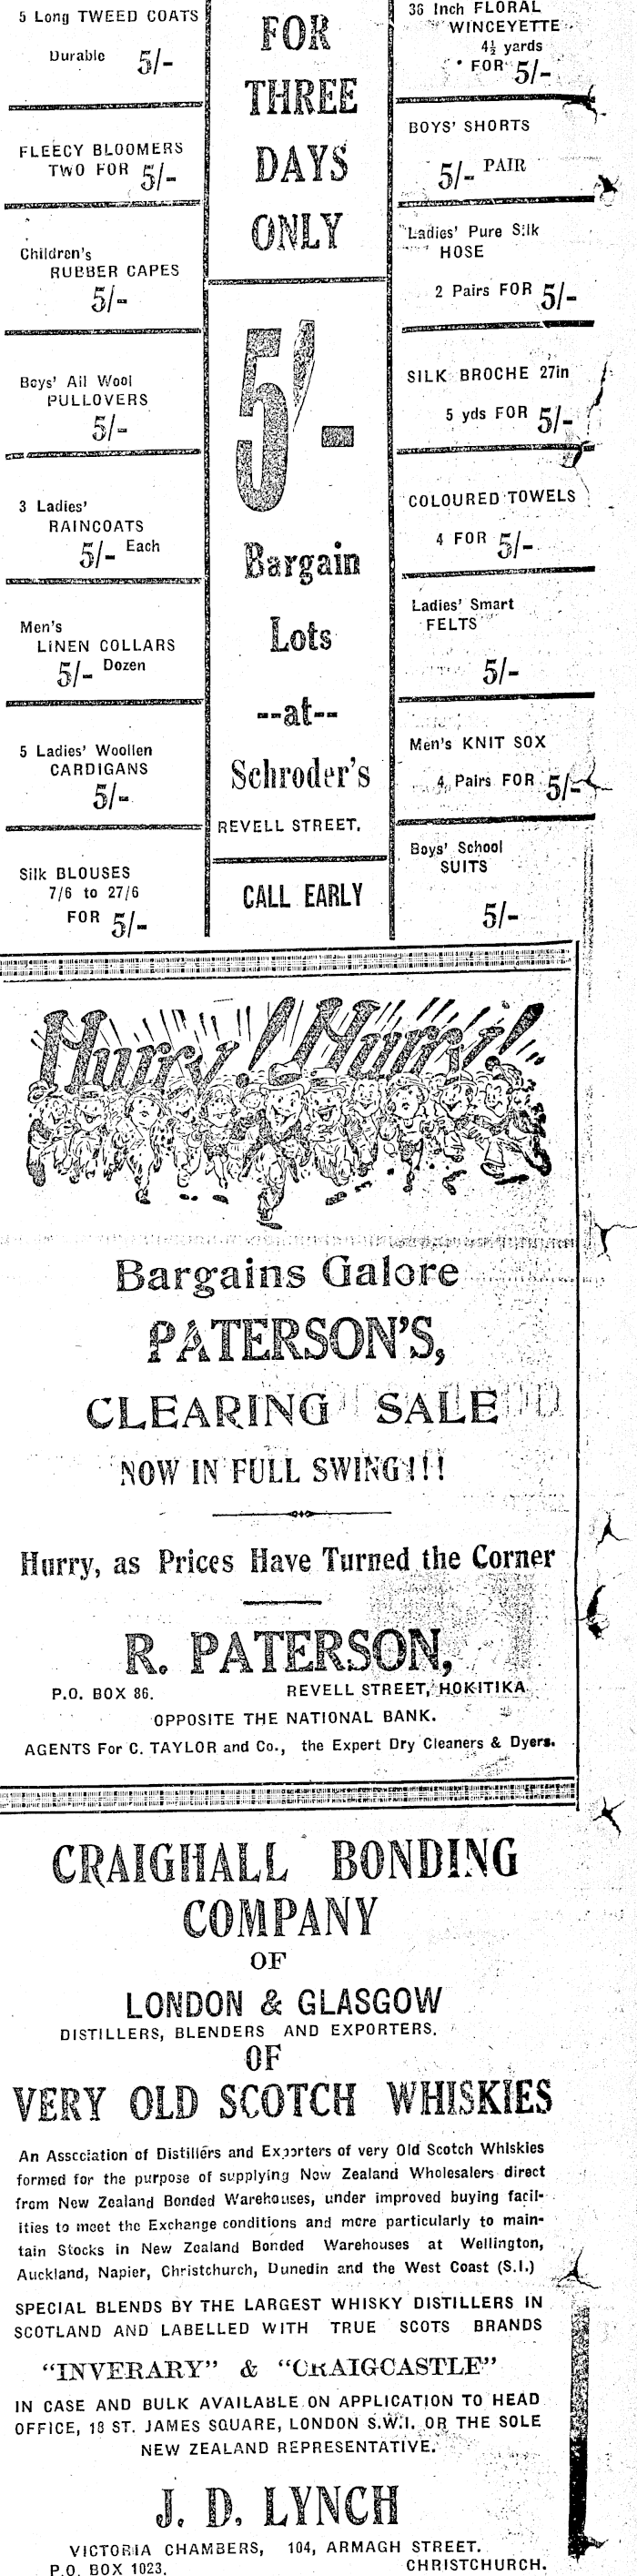 5 Long TWEED COATS
Durable 5/-
FLEECY BLOOMERS
TWO FOR 5/-
Children's
RUBBER CAPES
5/-
Boys' All Wool
PULLOVERS
5/-
3 Ladies'
RAINCOATS
5/- Each
Men's
LINEN COLLARS
5/- Dozen
5 Ladies' Woollen
CARDIGANS
5/-
Silk BLOUSES
7/6 to 27/6
FOR 5/-
FOR
THREE
DAYS
ONLY
5/-
Bargain
Lots
--at--
Schroder's
REVELL STREET.
CALL EARLY
36 Inch FLORAL
WINCEYETTE
4½ yards
FOR 5/-
BOYS' SHORTS
5/- PAIR
Ladies' Pure Silk
HOSE
2 Pairs FOR 5/-
SILK BROCHE 27in
5 yds FOR 5/-
COLOURED TOWELS
4 FOR 5/-
Ladies' Smart
FELTS
5/-
Men's KNIT SOX
4 Pairs FOR 5/-
Boys' School
SUITS
5/-
Hurry! Hurry!
Bargains Galore
PATERSON'S,
CLEARING SALE
NOW IN FULL SWING!!!
Hurry, as Prices Have Turned the Corner
R. PATERSON,
P.O. BOX 86. REVELL STREET, HOKITIKA
OPPOSITE THE NATIONAL BANK.
AGENTS For C. TAYLOR and Co., the Expert Dry Cleaners & Dyers.
CRAIGHALL BONDING
COMPANY
OF
LONDON & GLASGOW
DISTILLERS, BLENDERS AND EXPORTERS.
OF
VERY OLD SCOTCH WHISKIES
An Association of Distillers and Exporters of very Old Scotch Whiskies
formed for the purpose of supplying New Zealand Wholesalers direct
from New Zealand Bonded Warehouses, under improved buying facil-
ities to meet the Exchange conditions and more particularly to main-
tain Stocks in New Zealand Bonded Warehouses at Wellington,
Auckland, Napier, Christchurch, Dunedin and the West Coast (S.I.)
SPECIAL BLENDS BY THE LARGEST WHISKY DISTILLERS IN
SCOTLAND AND LABELLED WITH TRUE SCOTS BRANDS
"INVERARY" & "CRAIGCASTLE"
IN CASE AND BULK AVAILABLE ON APPLICATION TO HEAD
OFFICE, 18 ST. JAMES SQUARE, LONDON S.W.I. OR THE SOLE
NEW ZEALAND REPRESENTATIVE.
J. D. LYNCH
VICTORIA CHAMBERS, 104, ARMAGH STREET.
P.O. BOX 1023, CHRISTCHURCH.